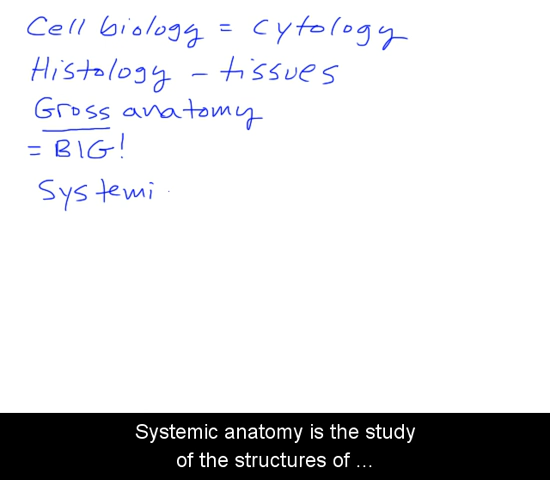 Cell biology = cytology
Histology - tissues
Gross anatomy
= BIG!
Systemi
Systemic anatomy is the study
of the structures of ...